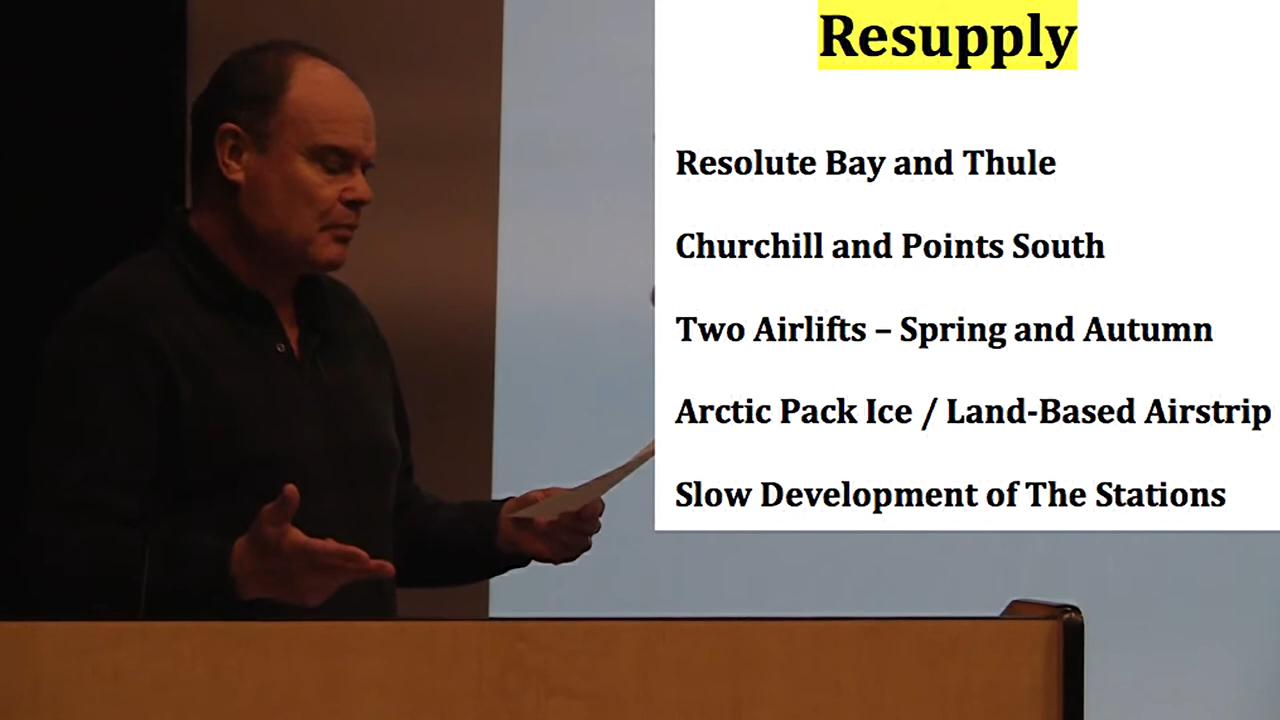 Resupply
Resolute Bay and Thule
Churchill and Points South
Two Airlifts – Spring and Autumn
Arctic Pack Ice / Land-Based Airstrip
Slow Development of The Stations